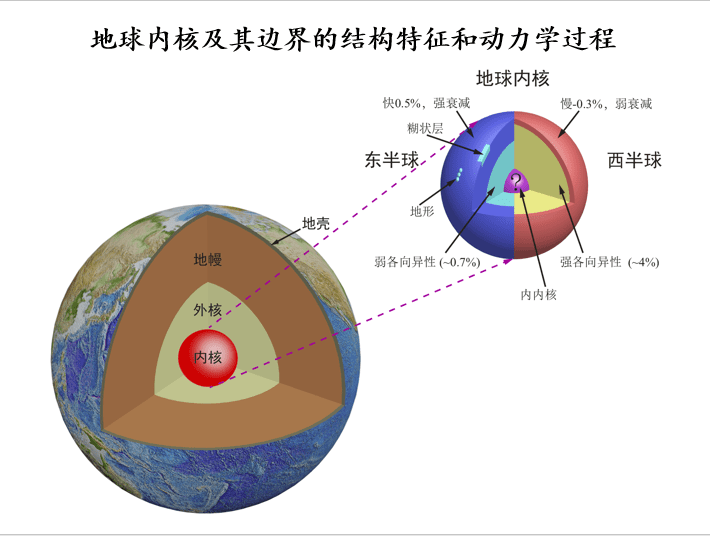 地球内核及其边界的结构特征和动力学过程
地球内核
快0.5%，强衰减
慢-0.3%，弱衰减
糊状层
东半球
西半球
?
地形
地壳
地幔
弱各向异性 (~0.7%)
强各向异性 (~4%)
内内核
外核
内核